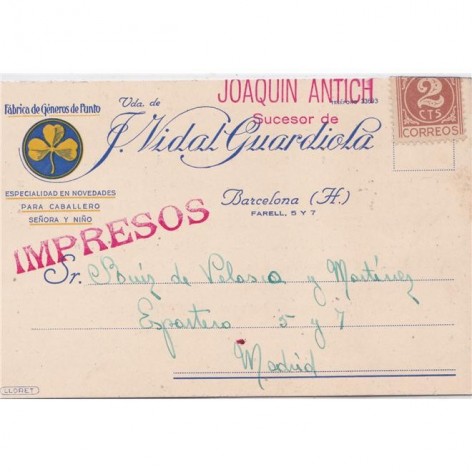 JOAQUIN ANTICH
Sucesor de
Fábrica de Géneros de Punto
Vda. de
J. Vidal Guardiola
2
CTS
CORREOS
ESPECIALIDAD EN NOVEDADES
PARA CABALLERO
SEÑORA Y NIÑO
Barcelona (H.)
FARELL, 5 Y 7
IMPRESOS
Sr. Ruiz de Velasco y Martínez
Espartero 5 y 7
Madrid
LLORET